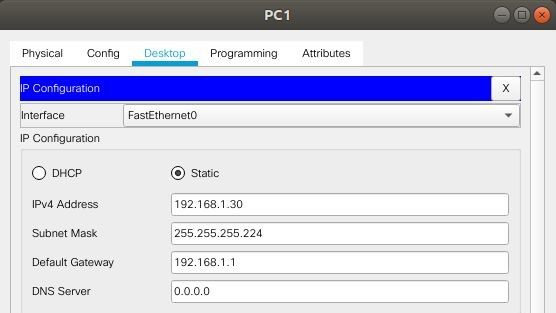 PC1
Physical Config Desktop Programming Attributes
IP Configuration X
Interface FastEthernet0
IP Configuration
DHCP Static
IPv4 Address 192.168.1.30
Subnet Mask 255.255.255.224
Default Gateway 192.168.1.1
DNS Server 0.0.0.0